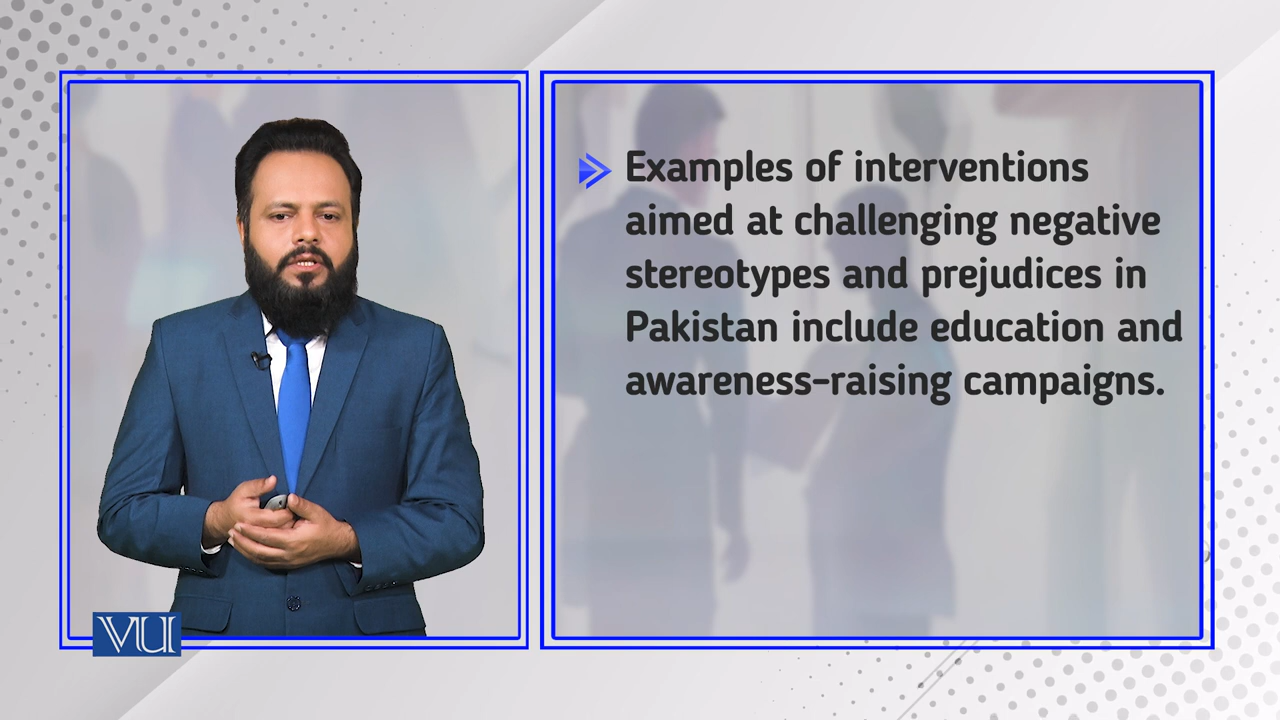 Examples of interventions
aimed at challenging negative
stereotypes and prejudices in
Pakistan include education and
awareness-raising campaigns.
VU